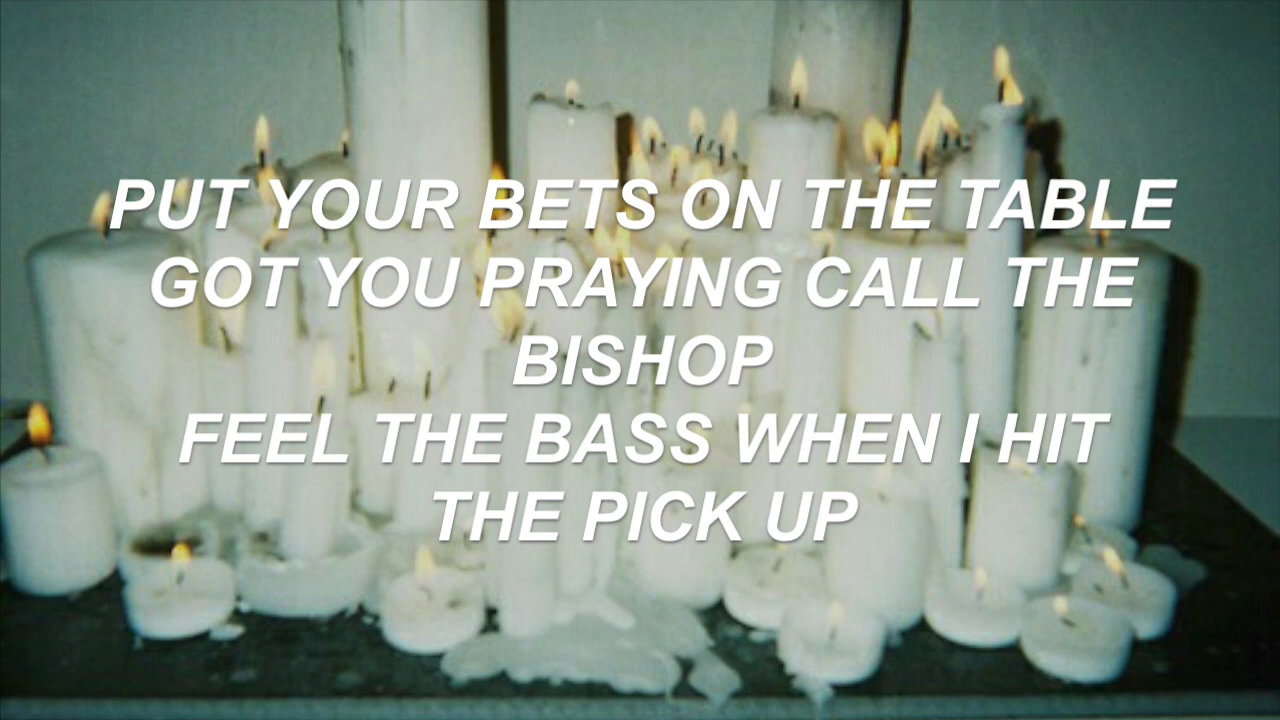 PUT YOUR BETS ON THE TABLE
GOT YOU PRAYING CALL THE
BISHOP
FEEL THE BASS WHEN I HIT
THE PICK UP